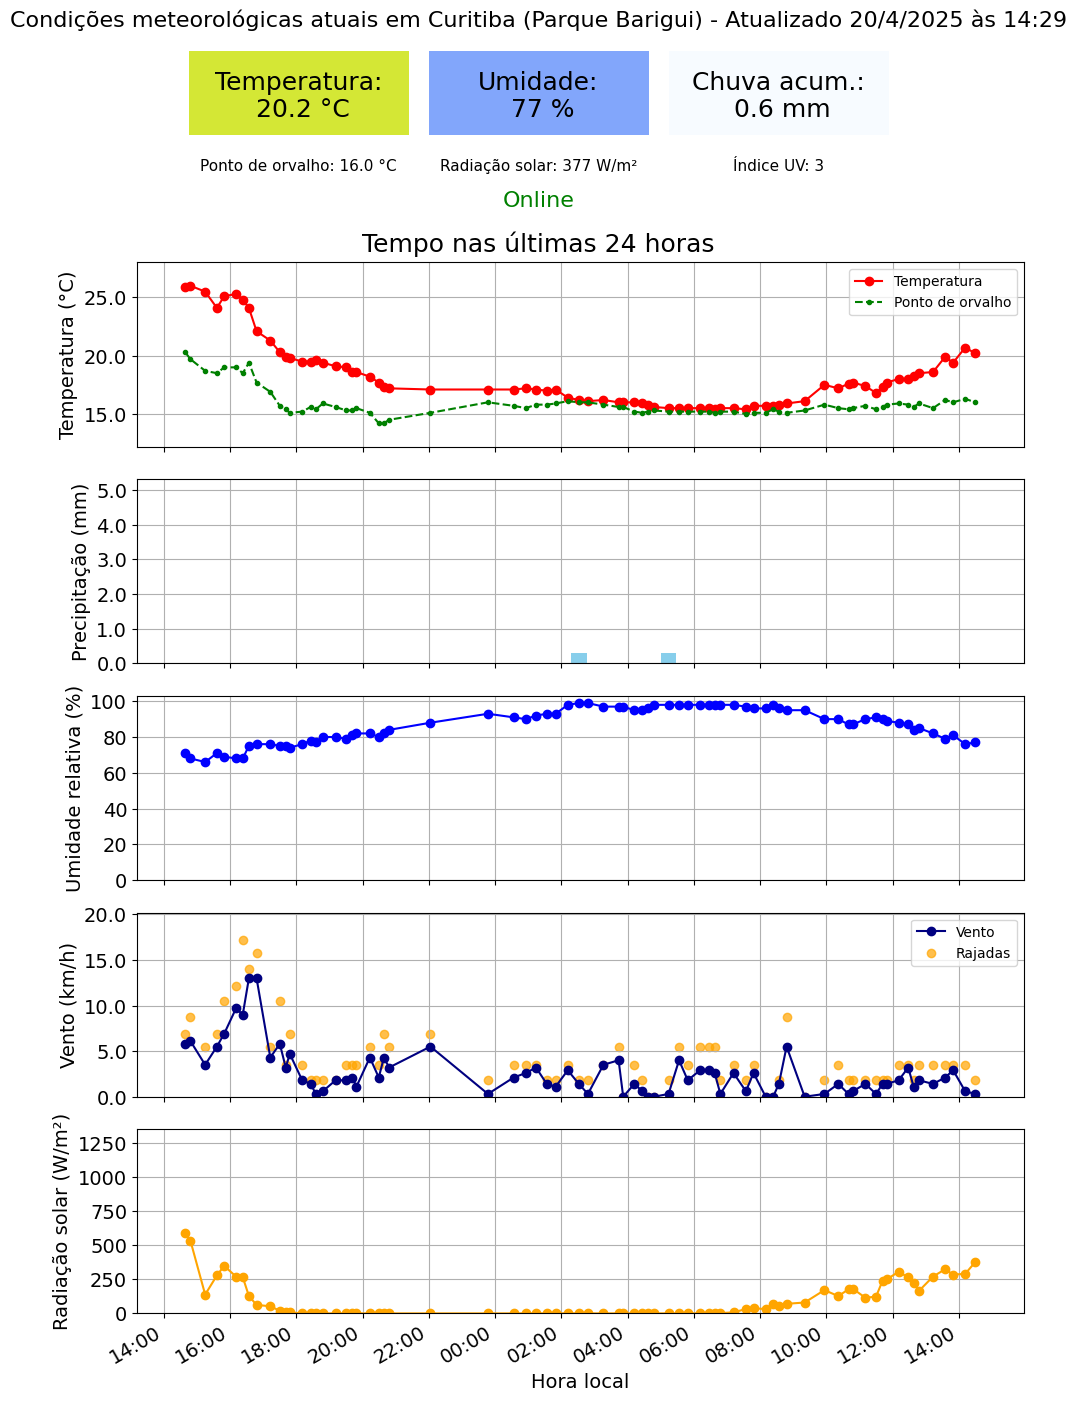 Condições meteorológicas atuais em Curitiba (Parque Barigui) - Atualizado 20/4/2025 às 14:29
Temperatura:
20.2 °C
Umidade:
77 %
Chuva acum.:
0.6 mm
Ponto de orvalho: 16.0 °C
Radiação solar: 377 W/m²
Índice UV: 3
Online
Tempo nas últimas 24 horas
Temperatura (°C)
25.0
20.0
15.0
Temperatura
Ponto de orvalho
Precipitação (mm)
5.0
4.0
3.0
2.0
1.0
0.0
Umidade relativa (%)
100
80
60
40
20
0
Vento (km/h)
20.0
15.0
10.0
5.0
0.0
Vento
Rajadas
Radiação solar (W/m²)
1250
1000
750
500
250
0
14:00
16:00
18:00
20:00
22:00
00:00
02:00
04:00
06:00
08:00
10:00
12:00
14:00
Hora local